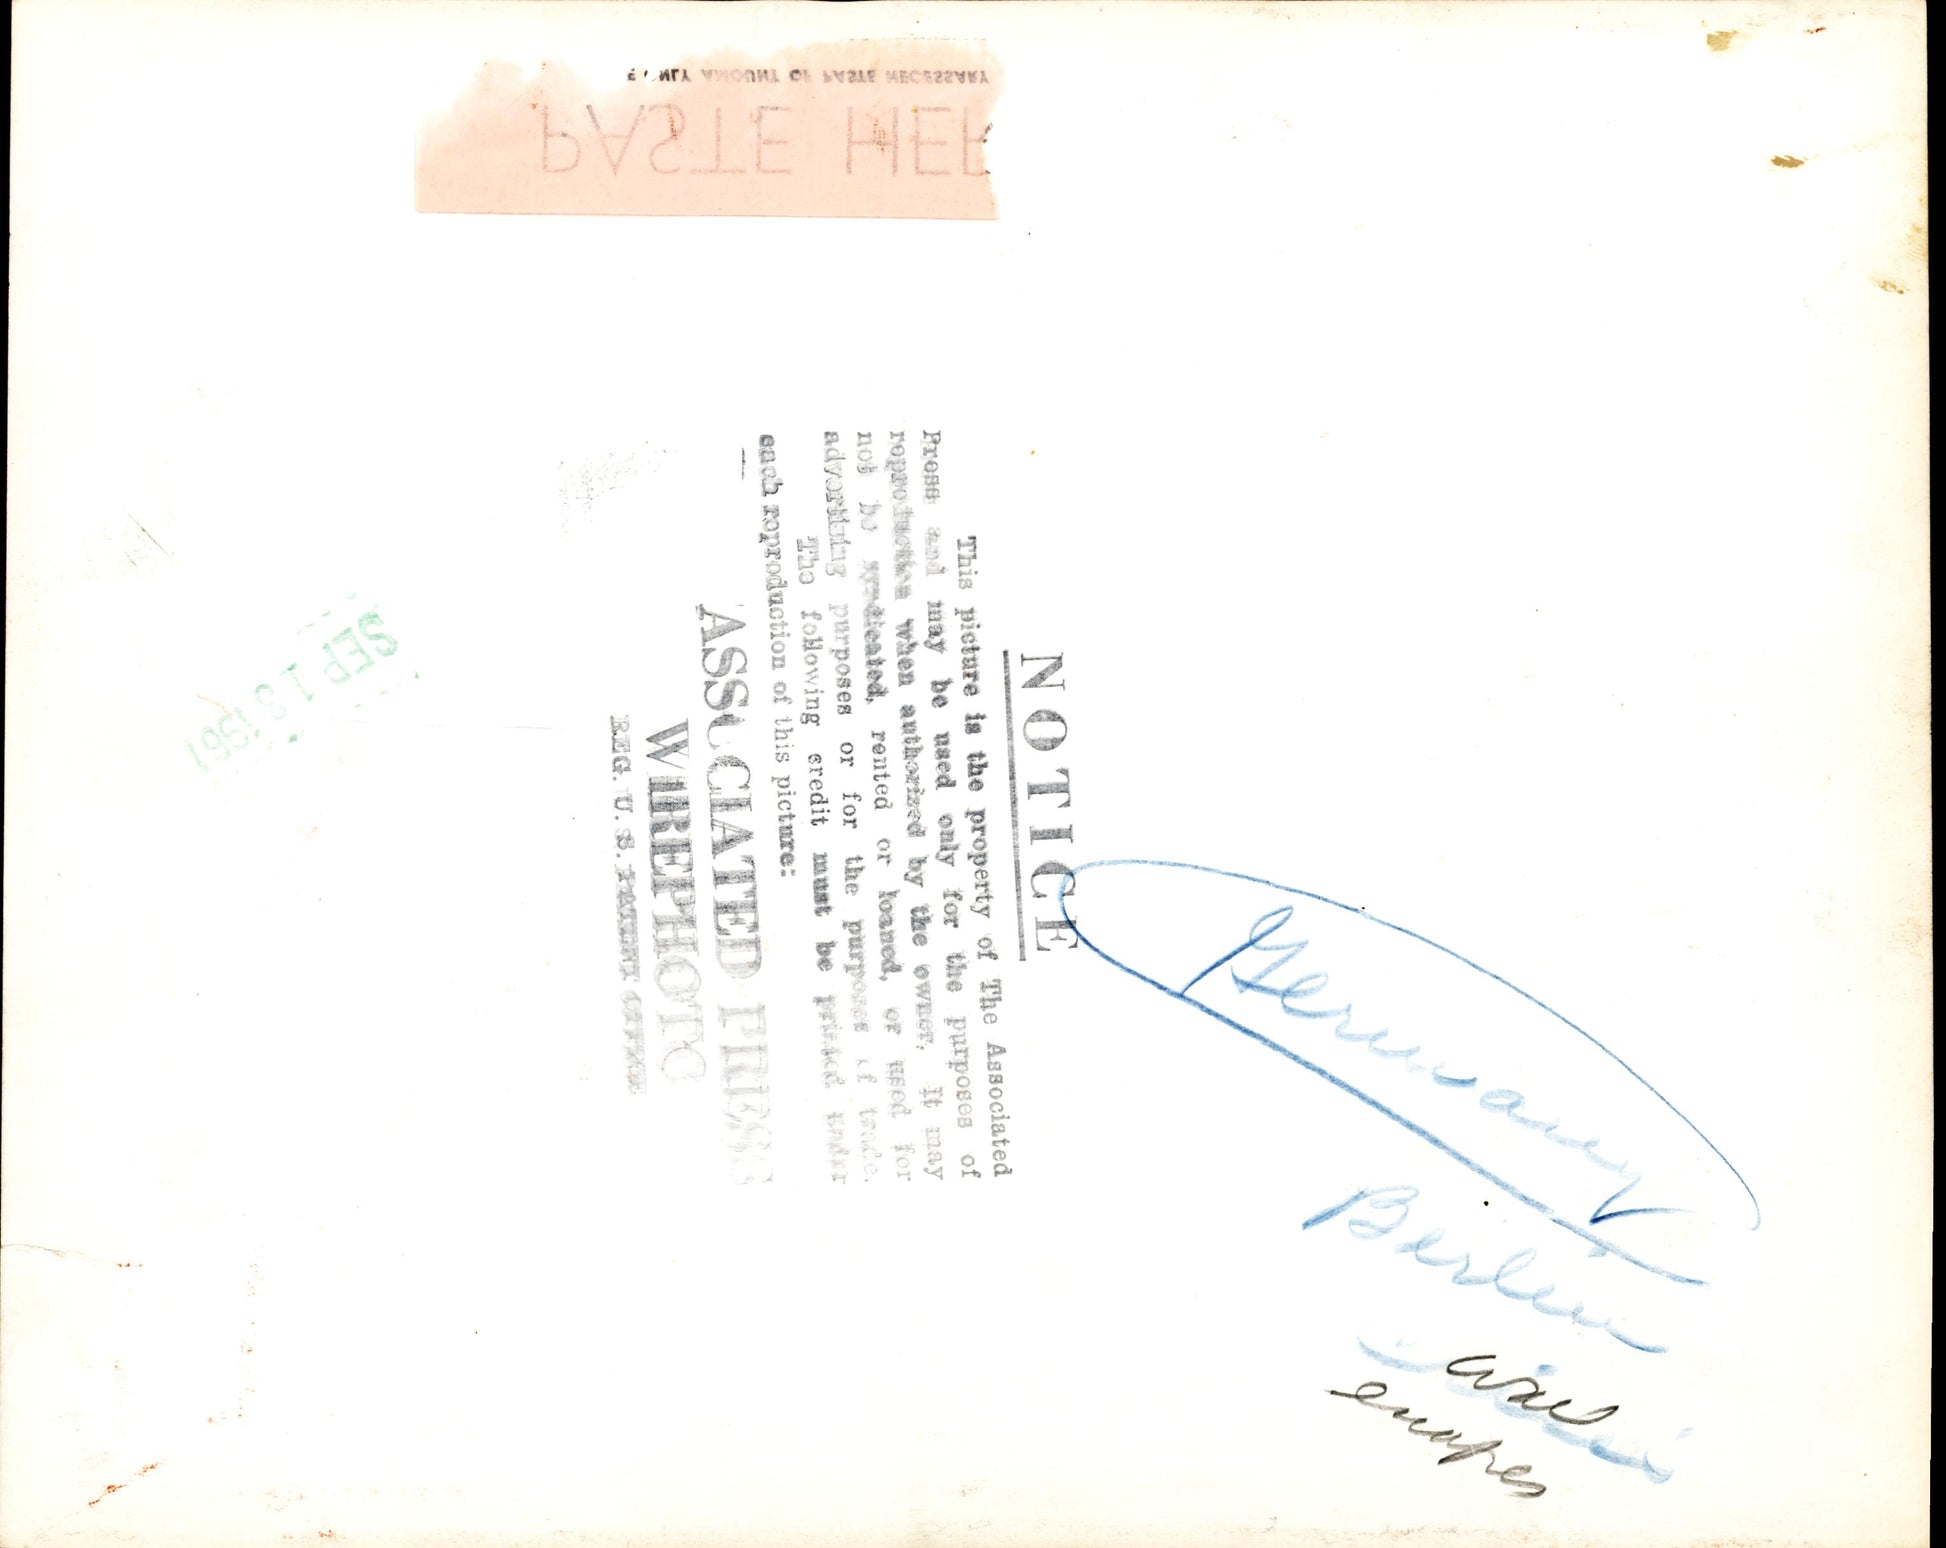 E ONLY AMOUNT OF PASTE NECESSARY
PASTE HER
NOTICE
This picture is the property of The Associated
Press and may be used only for the purposes of
reproduction when authorized by the owner. It may
not be syndicated, rented or loaned, or used for
advertising purposes or for the purposes of trade.
The following credit must be printed under
each reproduction of this picture:
ASSOCIATED PRESS
WIREPHOTO
REG. U. S. PATENT OFFICE
SEP 13 1961
Germany
Berlin
wall
escapes